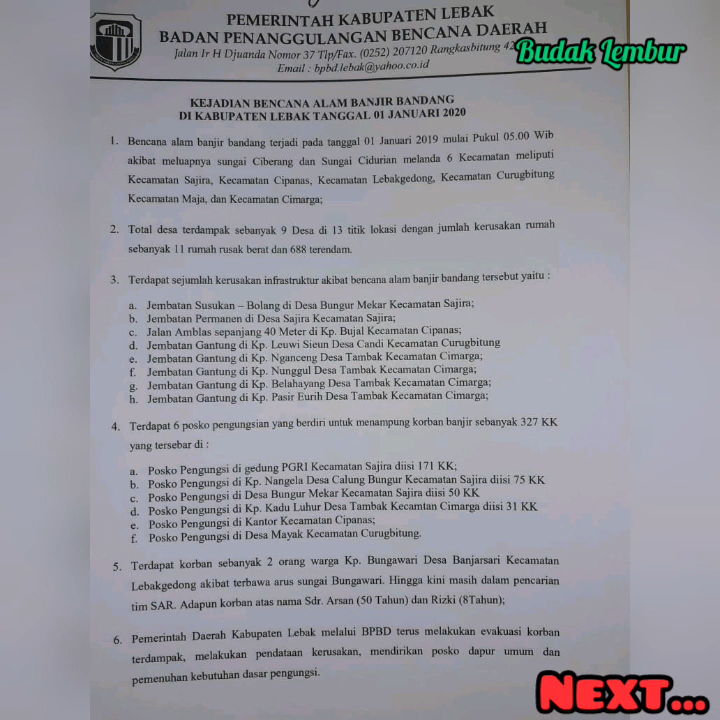 PEMERINTAH KABUPATEN LEBAK
BADAN PENANGGULANGAN BENCANA DAERAH
Jalan Ir H Djuanda Nomor 37 Tlp/Fax. (0252) 207120 Rangkasbitung 42
Budak Lembur
Email : bpbd.lebak@yahoo.co.id
KEJADIAN BENCANA ALAM BANJIR BANDANG
DI KABUPATEN LEBAK TANGGAL 01 JANUARI 2020
1. Bencana alam banjir bandang terjadi pada tanggal 01 Januari 2019 mulai Pukul 05.00 Wib
akibat meluapnya sungai Ciberang dan Sungai Cidurian melanda 6 Kecamatan meliputi
Kecamatan Sajira, Kecamatan Cipanas, Kecamatan Lebakgedong, Kecamatan Curugbitung
Kecamatan Maja, dan Kecamatan Cimarga;
2. Total desa terdampak sebanyak 9 Desa di 13 titik lokasi dengan jumlah kerusakan rumah
sebanyak 11 rumah rusak berat dan 688 terendam.
3. Terdapat sejumlah kerusakan infrastruktur akibat bencana alam banjir bandang tersebut yaitu :
a. Jembatan Susukan – Bolang di Desa Bungur Mekar Kecamatan Sajira;
b. Jembatan Permanen di Desa Sajira Kecamatan Sajira;
c. Jalan Amblas sepanjang 40 Meter di Kp. Bujal Kecamatan Cipanas;
d. Jembatan Gantung di Kp. Leuwi Sieun Desa Candi Kecamatan Curugbitung
e. Jembatan Gantung di Kp. Nganceng Desa Tambak Kecamatan Cimarga;
f. Jembatan Gantung di Kp. Nunggul Desa Tambak Kecamatan Cimarga;
g. Jembatan Gantung di Kp. Belahayang Desa Tambak Kecamatan Cimarga;
h. Jembatan Gantung di Kp. Pasir Eurih Desa Tambak Kecamtan Cimarga;
4. Terdapat 6 posko pengungsian yang berdiri untuk menampung korban banjir sebanyak 327 KK
yang tersebar di :
a. Posko Pengungsi di gedung PGRI Kecamatan Sajira diisi 171 KK;
b. Posko Pengungsi di Kp. Nangela Desa Calung Bungur Kecamatan Sajira diisi 75 KK
c. Posko Pengungsi di Desa Bungur Mekar Kecamatan Sajira diisi 50 KK
d. Posko Pengungsi di Kp. Kadu Luhur Desa Tambak Kecamtan Cimarga diisi 31 KK
e. Posko Pengungsi di Kantor Kecamatan Cipanas;
f. Posko Pengungsi di Desa Mayak Kecamatan Curugbitung.
5. Terdapat korban sebanyak 2 orang warga Kp. Bungawari Desa Banjarsari Kecamatan
Lebakgedong akibat terbawa arus sungai Bungawari. Hingga kini masih dalam pencarian
tim SAR. Adapun korban atas nama Sdr. Arsan (50 Tahun) dan Rizki (8Tahun);
6. Pemerintah Daerah Kabupaten Lebak melalui BPBD terus melakukan evakuasi korban
terdampak, melakukan pendataan kerusakan, mendirikan posko dapur umum dan
pemenuhan kebutuhan dasar pengungsi.
NEXT...